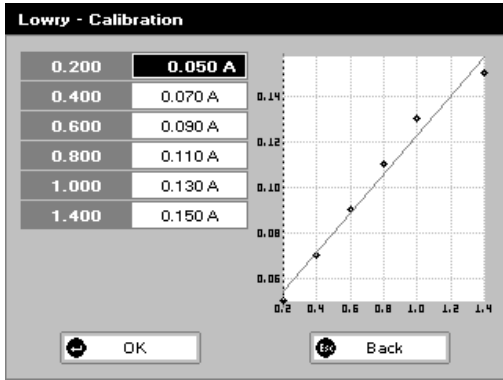 Lowry - Calibration
0.200 0.050 A
0.400 0.070 A
0.600 0.090 A
0.800 0.110 A
1.000 0.130 A
1.400 0.150 A
0.14
0.12
0.10
0.08
0.06
0.2 0.4 0.6 0.8 1.0 1.2 1.4
OK
Esc Back